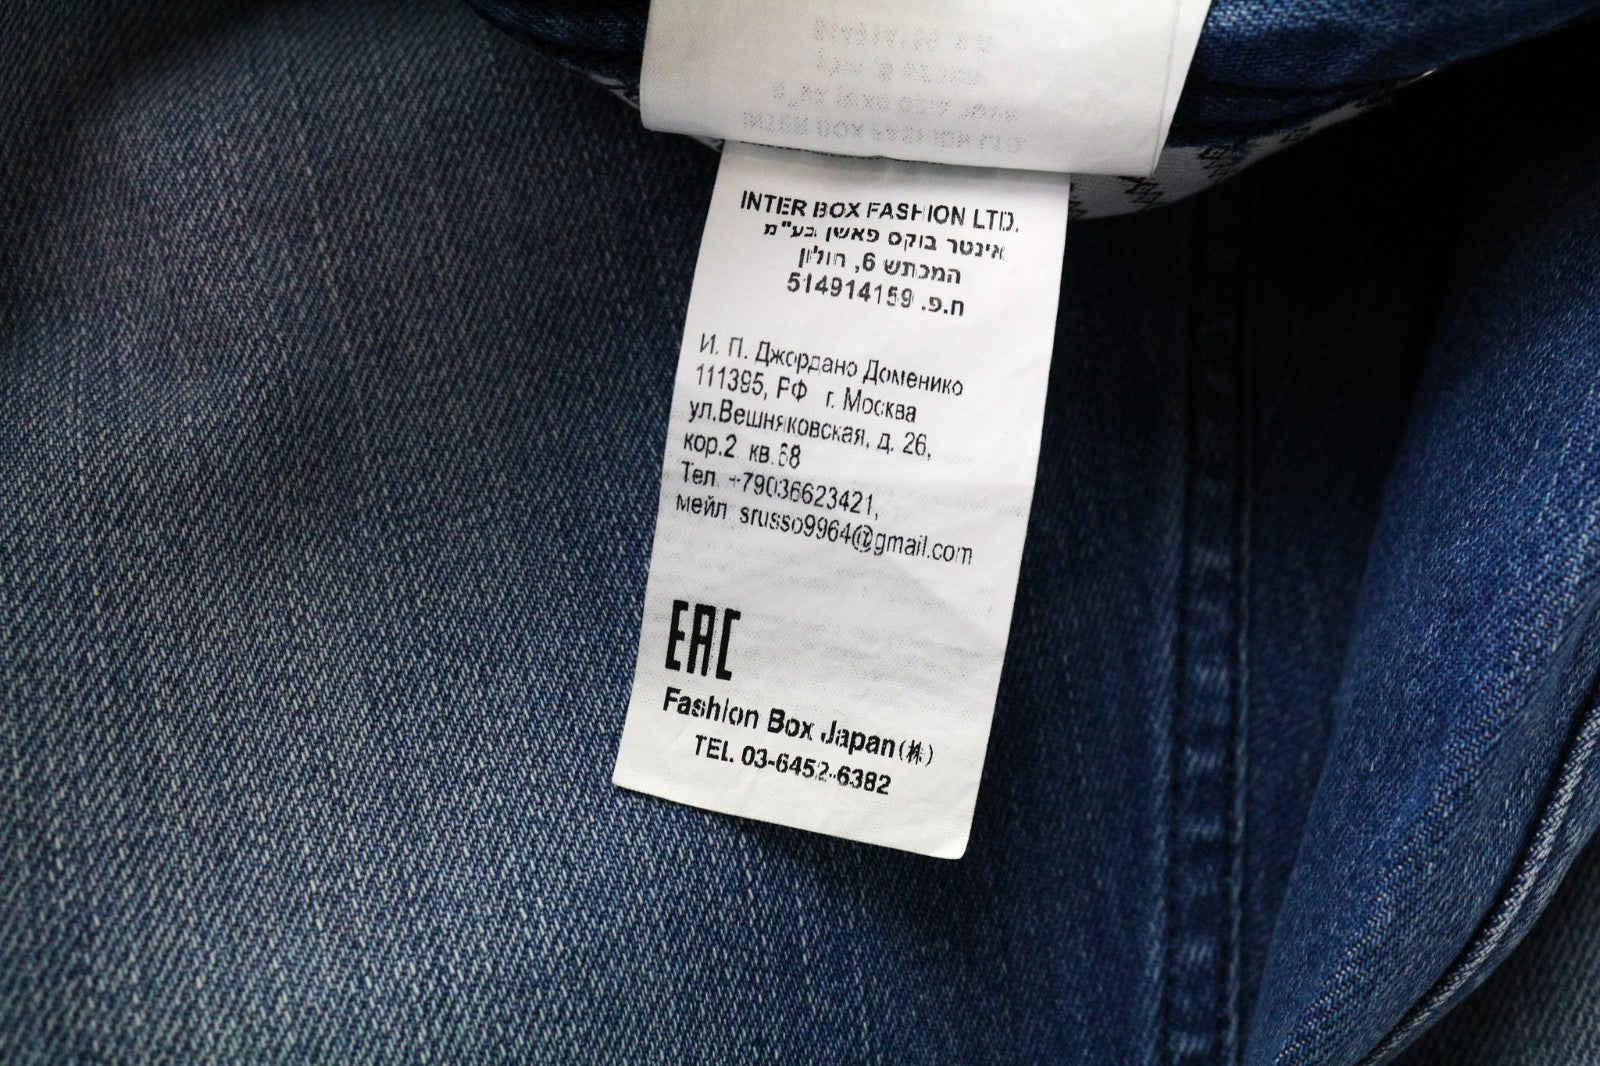 INTER BOX FASHION LTD.
אינטר בוקס פאשן בע"מ
המכתש 6, חולון
ח.פ. 514914159
И. П. Джордано Доменико
111395, РФ г. Москва
ул.Вешняковская, д. 26,
кор.2 кв.68
Тел. +79036623421,
мейл srusso9964@gmail.com
EAC
Fashion Box Japan(株)
TEL. 03-6452-6382